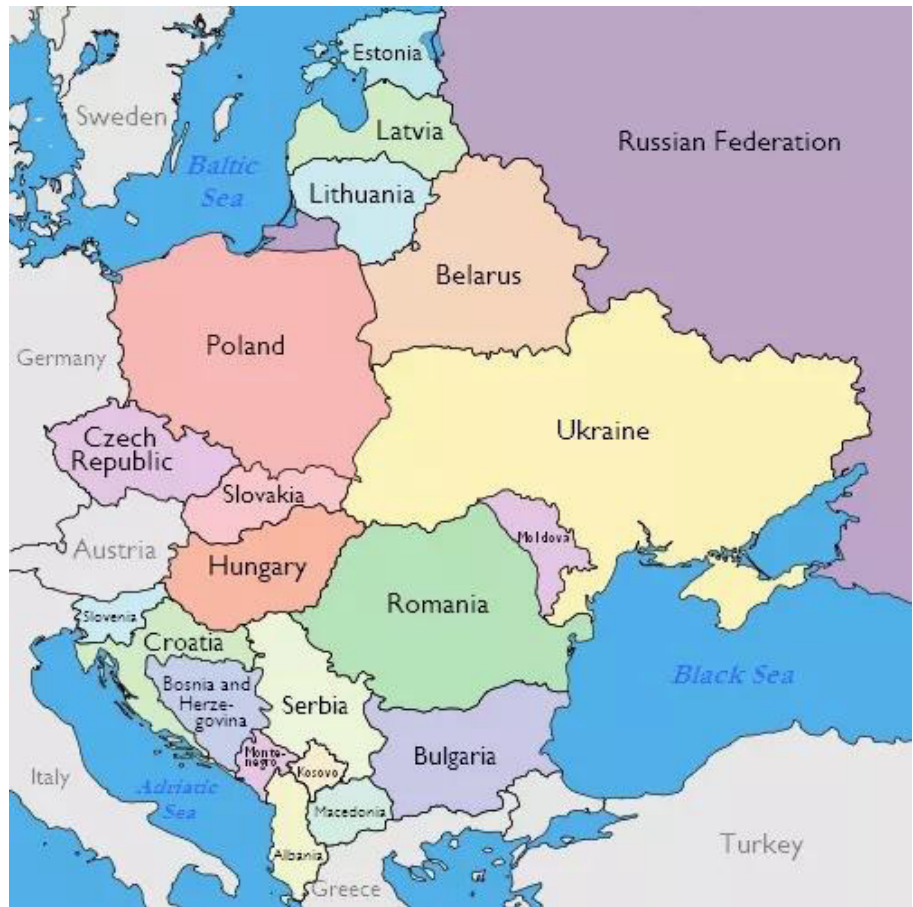 Estonia
Sweden
Latvia
Russian Federation
Baltic
Sea
Lithuania
Belarus
Poland
Germany
Ukraine
Czech
Republic
Slovakia
Moldova
Austria
Hungary
Romania
Slovenia
Croatia
Black Sea
Bosnia and
Herze-
govina
Serbia
Monte-
negro
Bulgaria
Kosovo
Italy
Adriatic
Sea
Macedonia
Turkey
Albania
Greece